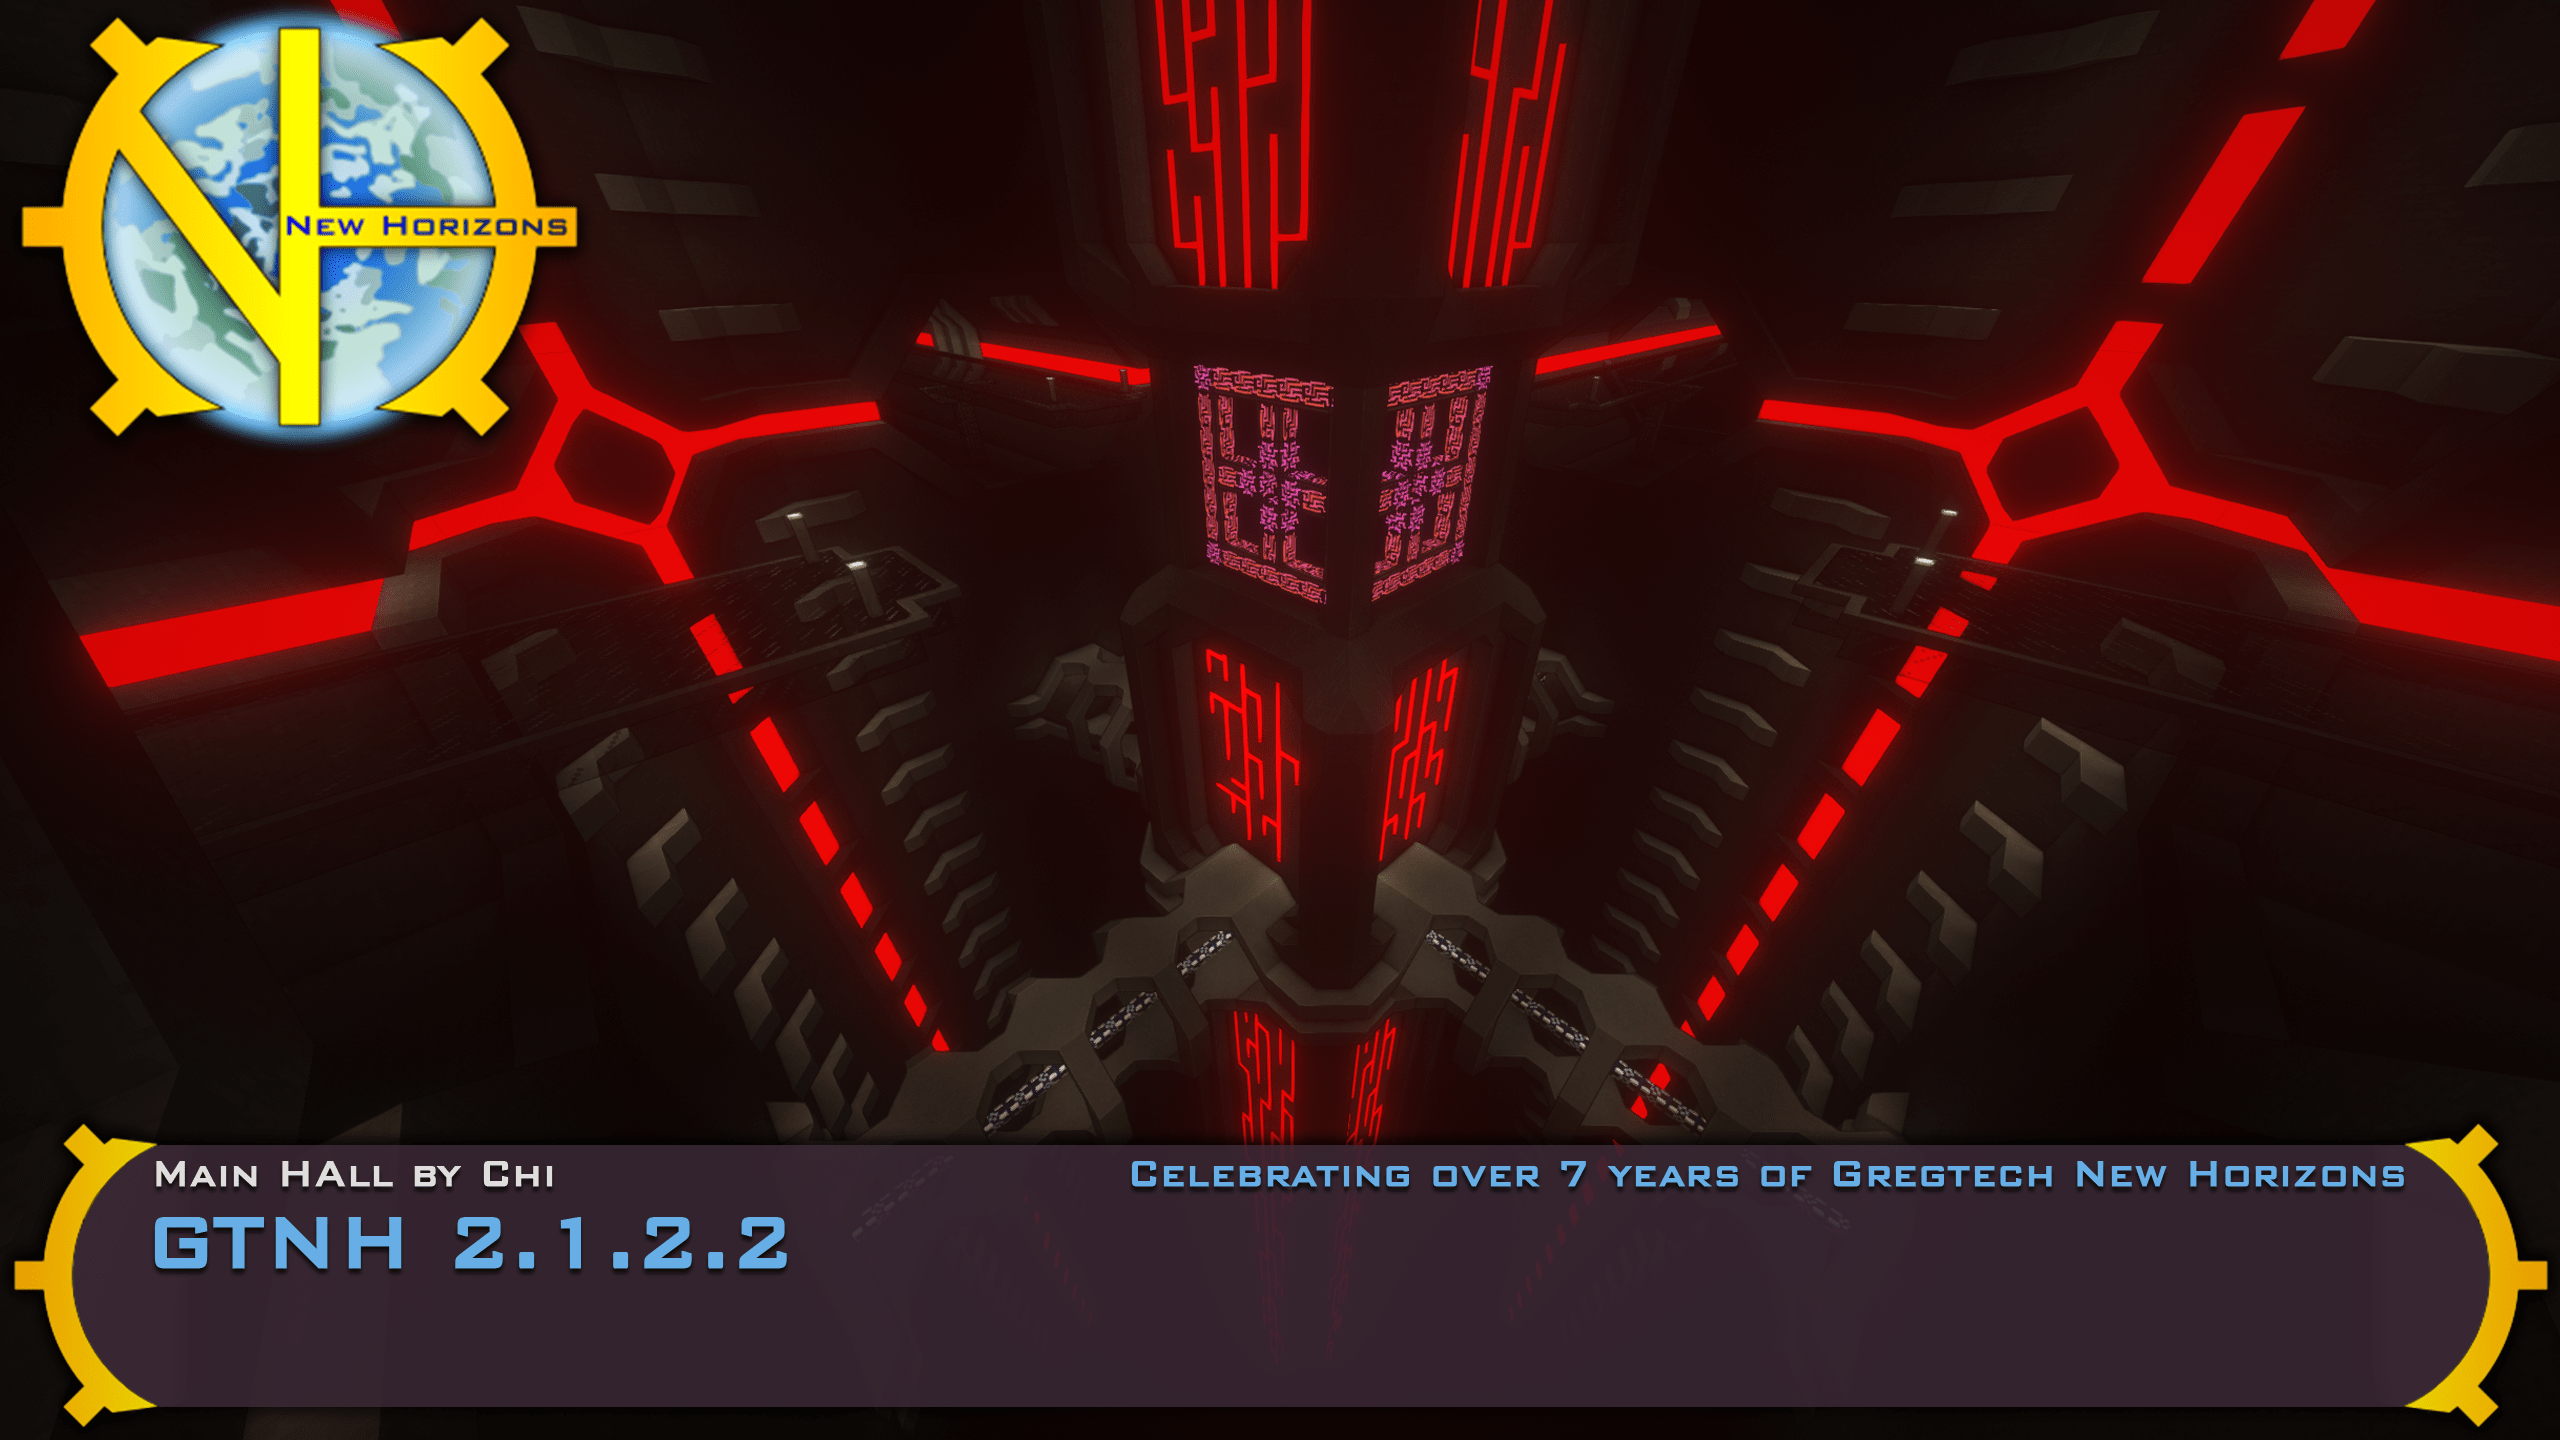 New Horizons
Main HAll by Chi
Celebrating over 7 years of Gregtech New Horizons
GTNH 2.1.2.2